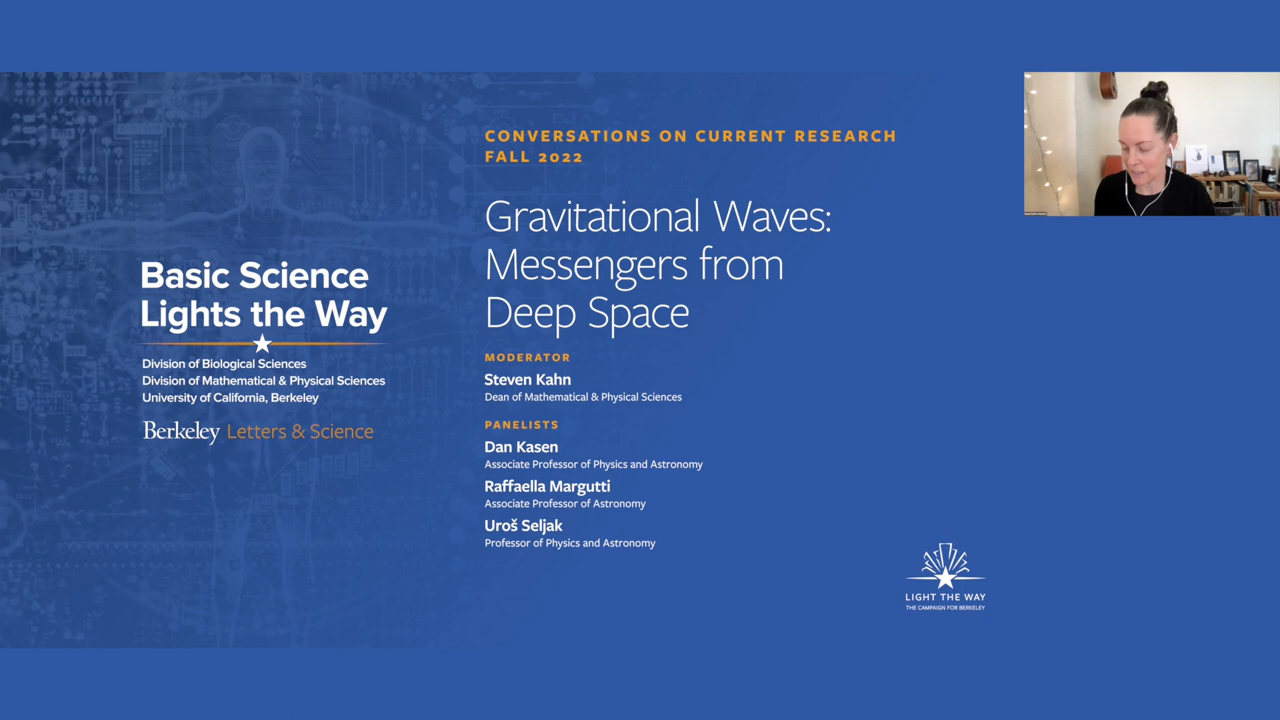 CONVERSATIONS ON CURRENT RESEARCH
FALL 2022
Gravitational Waves:
Messengers from
Deep Space
Basic Science
Lights the Way
Division of Biological Sciences
Division of Mathematical & Physical Sciences
University of California, Berkeley
Berkeley Letters & Science
MODERATOR
Steven Kahn
Dean of Mathematical & Physical Sciences
PANELISTS
Dan Kasen
Associate Professor of Physics and Astronomy
Raffaella Margutti
Associate Professor of Astronomy
Uroš Seljak
Professor of Physics and Astronomy
LIGHT THE WAY
THE CAMPAIGN FOR BERKELEY